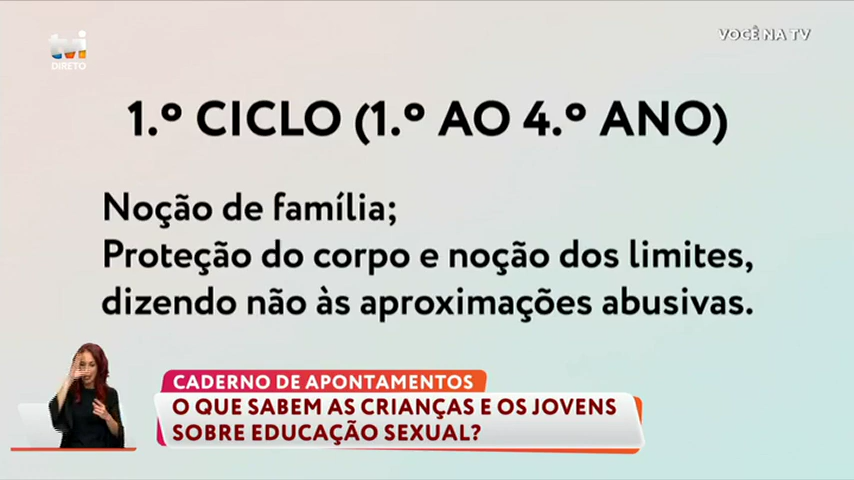 tvi
DIRETO
VOCÊ NA TV
1.º CICLO (1.º AO 4.º ANO)
Noção de família;
Proteção do corpo e noção dos limites,
dizendo não às aproximações abusivas.
CADERNO DE APONTAMENTOS
O QUE SABEM AS CRIANÇAS E OS JOVENS
SOBRE EDUCAÇÃO SEXUAL?